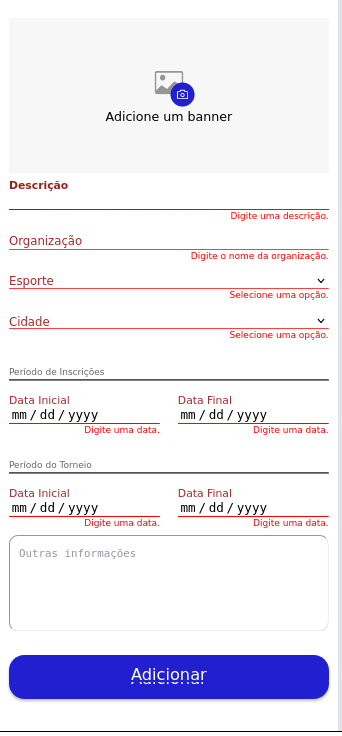 Adicione um banner
Descrição
Digite uma descrição.
Organização
Digite o nome da organização.
Esporte
Selecione uma opção.
Cidade
Selecione uma opção.
Período de Inscrições
Data Inicial Data Final
mm/dd/yyyy mm/dd/yyyy
Digite uma data. Digite uma data.
Período do Torneio
Data Inicial Data Final
mm/dd/yyyy mm/dd/yyyy
Digite uma data. Digite uma data.
Outras informações
Adicionar